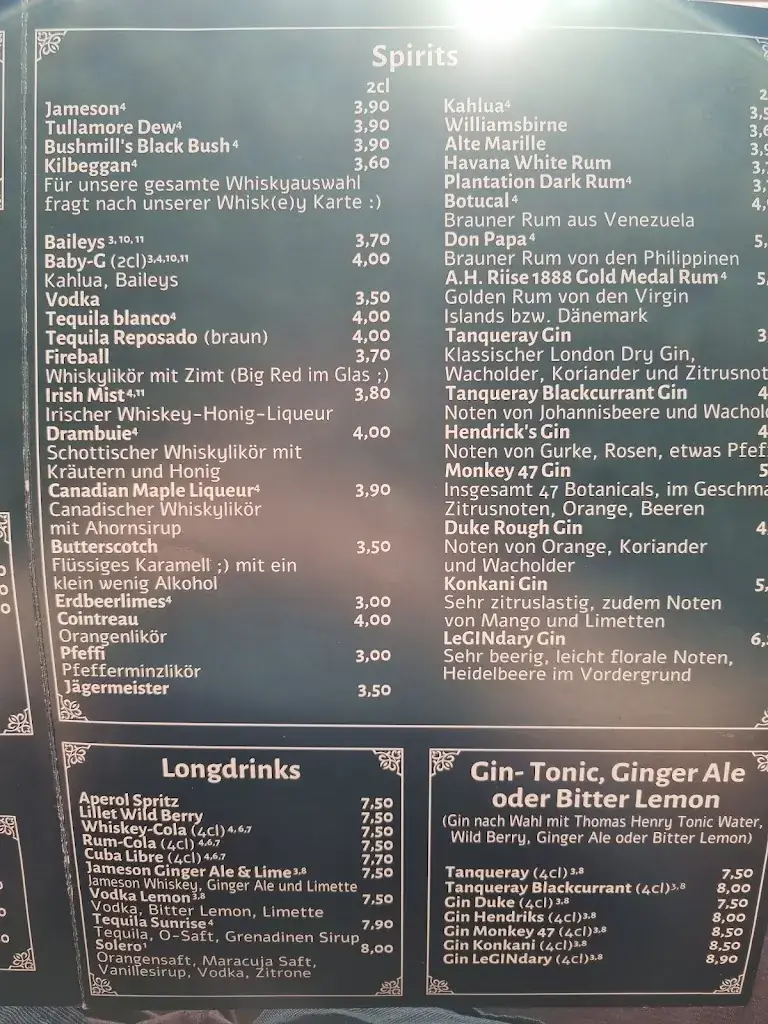 Spirits
2cl
Jameson⁴ 3,90
Tullamore Dew⁴ 3,90
Bushmill's Black Bush⁴ 3,90
Kilbeggan⁴ 3,60
Für unsere gesamte Whiskyauswahl
fragt nach unserer Whisk(e)y Karte :)
Baileys ³,¹⁰,¹¹ 3,70
Baby-G (2cl)³,⁴,¹⁰,¹¹ 4,00
Kahlua, Baileys
Vodka 3,50
Tequila blanco⁴ 4,00
Tequila Reposado (braun) 4,00
Fireball 3,70
Whiskylikör mit Zimt (Big Red im Glas ;)
Irish Mist⁴,¹¹ 3,80
Irischer Whiskey-Honig-Liqueur
Drambuie⁴ 4,00
Schottischer Whiskylikör mit
Kräutern und Honig
Canadian Maple Liqueur⁴ 3,90
Canadischer Whiskylikör
mit Ahornsirup
Butterscotch 3,50
Flüssiges Karamell ;) mit ein
klein wenig Alkohol
Erdbeerlimes⁴ 3,00
Cointreau 4,00
Orangenlikör
Pfeffi 3,00
Pfefferminzlikör
Jägermeister 3,50
Kahlua⁴
Williamsbirne
Alte Marille
Havana White Rum
Plantation Dark Rum⁴
Botucal⁴
Brauner Rum aus Venezuela
Don Papa⁴
Brauner Rum von den Philippinen
A.H. Riise 1888 Gold Medal Rum⁴
Golden Rum von den Virgin
Islands bzw. Dänemark
Tanqueray Gin
Klassischer London Dry Gin,
Wacholder, Koriander und Zitrusnot
Tanqueray Blackcurrant Gin
Noten von Johannisbeere und Wachol
Hendrick's Gin
Noten von Gurke, Rosen, etwas Pfef
Monkey 47 Gin
Insgesamt 47 Botanicals, im Geschma
Zitrusnoten, Orange, Beeren
Duke Rough Gin
Noten von Orange, Koriander
und Wacholder
Konkani Gin
Sehr zitruslastig, zudem Noten
von Mango und Limetten
LeGINdary Gin
Sehr beerig, leicht florale Noten,
Heidelbeere im Vordergrund
Longdrinks
Aperol Spritz 7,50
Lillet Wild Berry 7,50
Whiskey-Cola (4cl) ⁴,⁶,⁷ 7,50
Rum-Cola (4cl) ⁴,⁶,⁷ 7,50
Cuba Libre (4cl) ⁴,⁶,⁷ 7,70
Jameson Ginger Ale & Lime³,⁸ 7,50
Jameson Whiskey, Ginger Ale und Limette
Vodka Lemon³,⁸ 7,50
Vodka, Bitter Lemon, Limette
Tequila Sunrise⁴ 7,90
Tequila, O-Saft, Grenadinen Sirup
Solero¹ 8,00
Orangensaft, Maracuja Saft,
Vanillesirup, Vodka, Zitrone
Gin- Tonic, Ginger Ale
oder Bitter Lemon
(Gin nach Wahl mit Thomas Henry Tonic Water,
Wild Berry, Ginger Ale oder Bitter Lemon)
Tanqueray (4cl) ³,⁸ 7,50
Tanqueray Blackcurrant (4cl)³,⁸ 8,00
Gin Duke (4cl) ³,⁸ 7,50
Gin Hendriks (4cl)³,⁸ 8,00
Gin Monkey 47 (4cl)³,⁸ 8,50
Gin Konkani (4cl)³,⁸ 8,50
Gin LeGINdary (4cl)³,⁸ 8,90